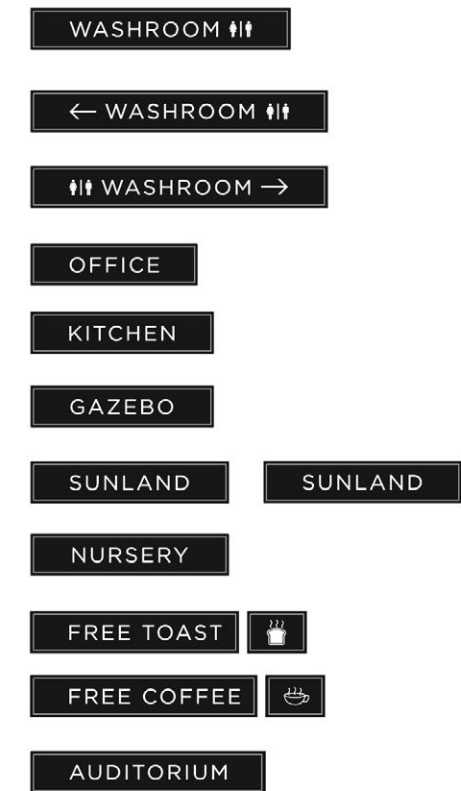 WASHROOM
← WASHROOM
WASHROOM →
OFFICE
KITCHEN
GAZEBO
SUNLAND SUNLAND
NURSERY
FREE TOAST
FREE COFFEE
AUDITORIUM